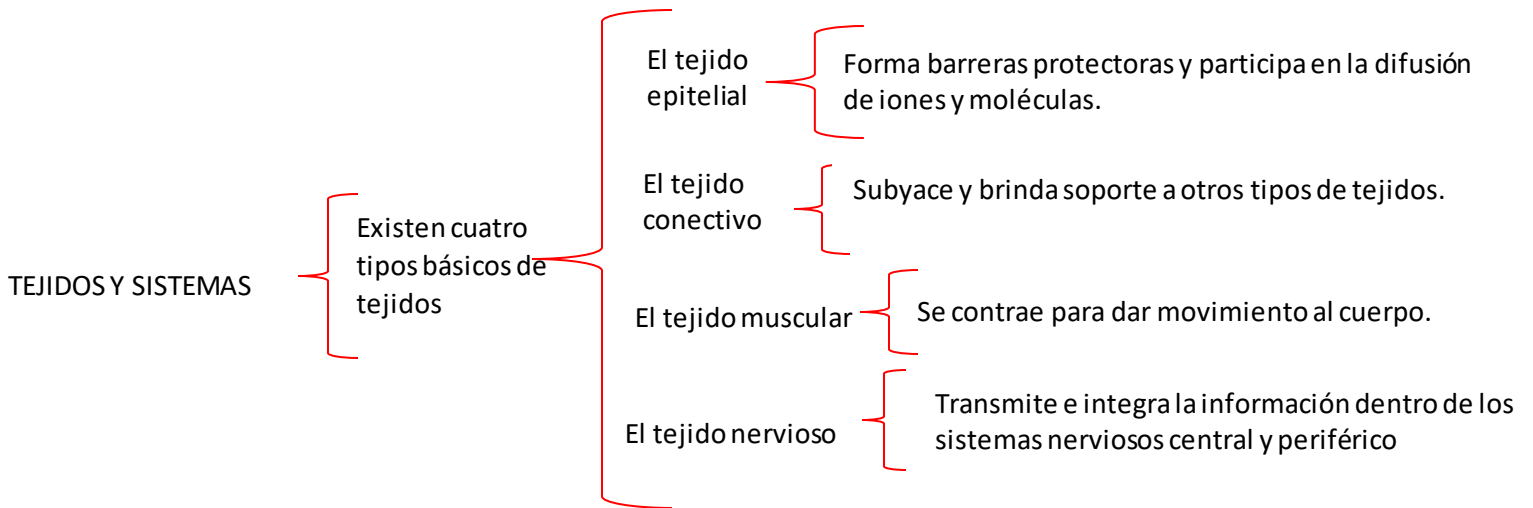 TEJIDOS Y SISTEMAS
Existen cuatro
tipos básicos de
tejidos
El tejido
epitelial
Forma barreras protectoras y participa en la difusión
de iones y moléculas.
El tejido
conectivo
Subyace y brinda soporte a otros tipos de tejidos.
El tejido muscular
Se contrae para dar movimiento al cuerpo.
El tejido nervioso
Transmite e integra la información dentro de los
sistemas nerviosos central y periférico